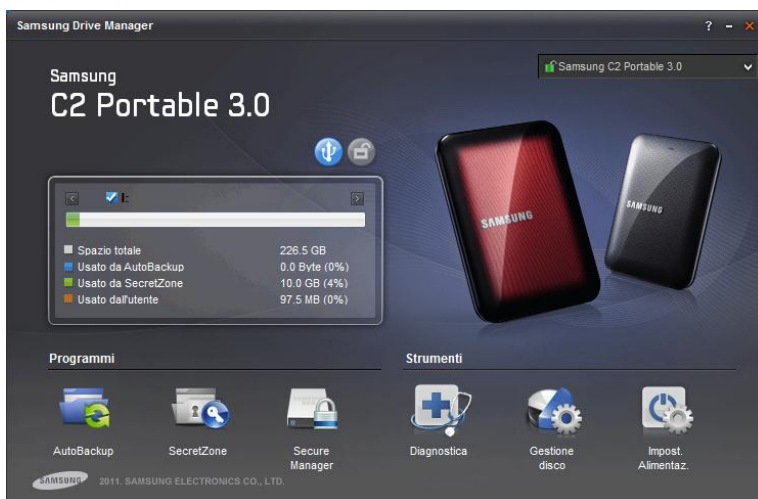 Samsung Drive Manager
?
Samsung C2 Portable 3.0
Samsung
C2 Portable 3.0
I:
Spazio totale 226.5 GB
Usato da AutoBackup 0.0 Byte (0%)
Usato da SecretZone 10.0 GB (4%)
Usato dall'utente 97.5 MB (0%)
SAMSUNG
SAMSUNG
Programmi
Strumenti
AutoBackup
SecretZone
Secure
Manager
Diagnostica
Gestione
disco
Impost.
Alimentaz.
SAMSUNG 2011. SAMSUNG ELECTRONICS CO., LTD.